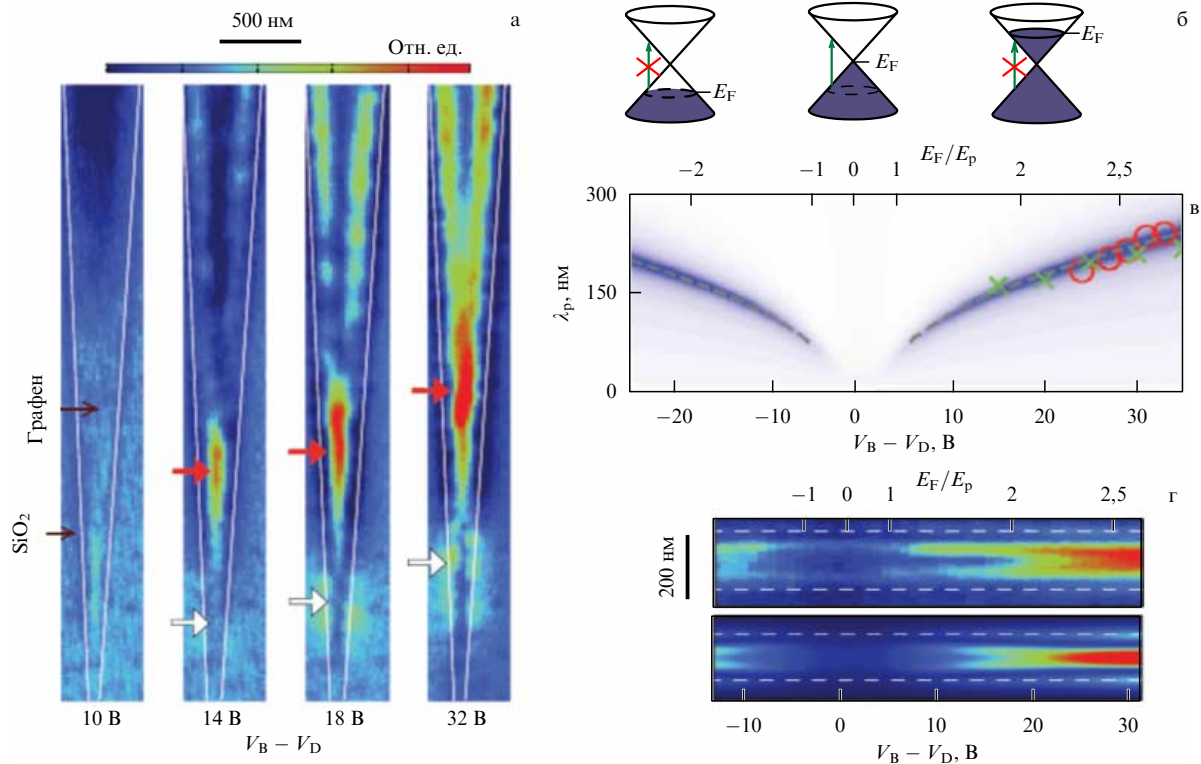 500 нм
а
Отн. ед.
Графен
SiO₂
10 В
14 В
18 В
32 В
V_B − V_D
б
E_F
E_F
E_F
E_F/E_p
−2
−1
0
1
2
2,5
в
300
150
0
λ_p, нм
−20
−10
0
10
20
30
V_B − V_D, В
E_F/E_p
г
−1
0
1
2
2,5
200 нм
−10
0
10
20
30
V_B − V_D, В